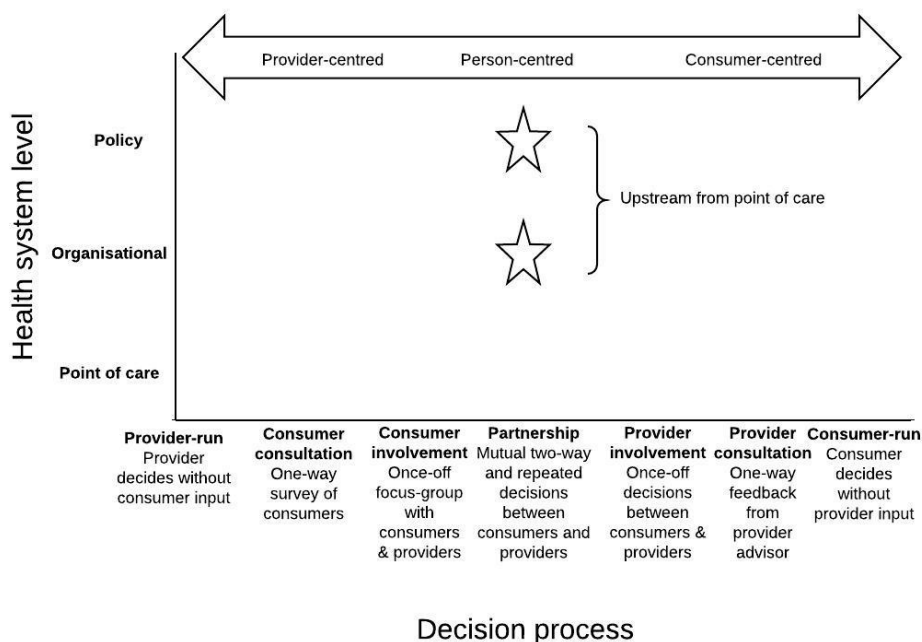 Provider-centred
Person-centred
Consumer-centred
Health system level
Policy
Organisational
Point of care
Upstream from point of care
Provider-run
Provider
decides without
consumer input
Consumer
consultation
One-way
survey of
consumers
Consumer
involvement
Once-off
focus-group
with
consumers
& providers
Partnership
Mutual two-way
and repeated
decisions
between
consumers and
providers
Provider
involvement
Once-off
decisions
between
consumers &
providers
Provider
consultation
One-way
feedback
from
provider
advisor
Consumer-run
Consumer
decides
without
provider input
Decision process